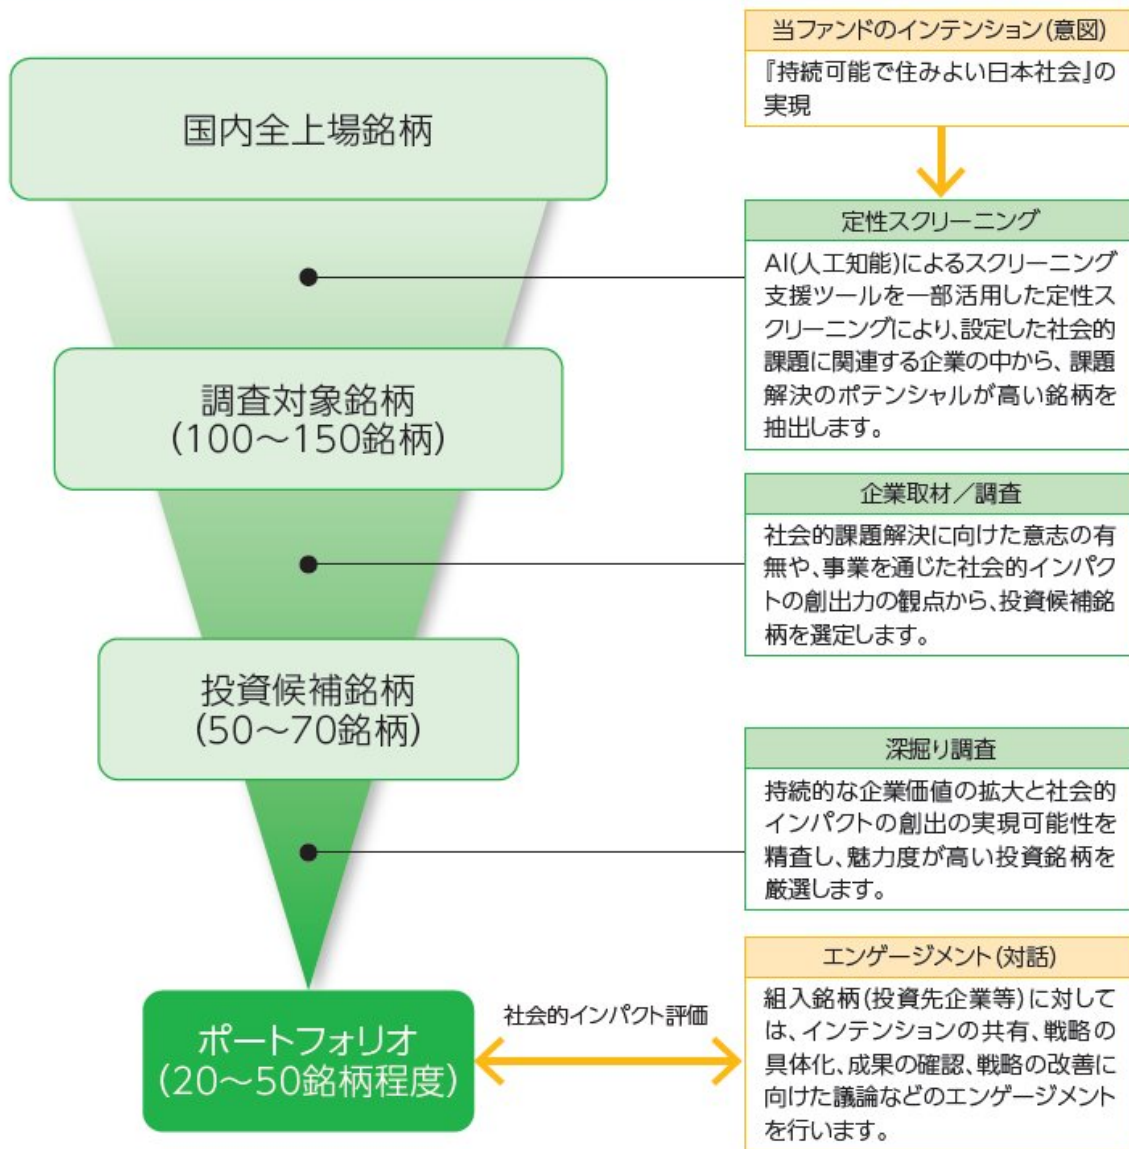 当ファンドのインテンション(意図)
『持続可能で住みよい日本社会』の
実現
国内全上場銘柄
定性スクリーニング
AI(人工知能)によるスクリーニング
支援ツールを一部活用した定性ス
クリーニングにより、設定した社会的
課題に関連する企業の中から、課題
解決のポテンシャルが高い銘柄を
抽出します。
調査対象銘柄
(100～150銘柄)
企業取材／調査
社会的課題解決に向けた意志の有
無や、事業を通じた社会的インパク
トの創出力の観点から、投資候補銘
柄を選定します。
投資候補銘柄
(50～70銘柄)
深掘り調査
持続的な企業価値の拡大と社会的
インパクトの創出の実現可能性を
精査し、魅力度が高い投資銘柄を
厳選します。
ポートフォリオ
(20～50銘柄程度)
社会的インパクト評価
エンゲージメント(対話)
組入銘柄(投資先企業等)に対して
は、インテンションの共有、戦略の
具体化、成果の確認、戦略の改善に
向けた議論などのエンゲージメント
を行います。